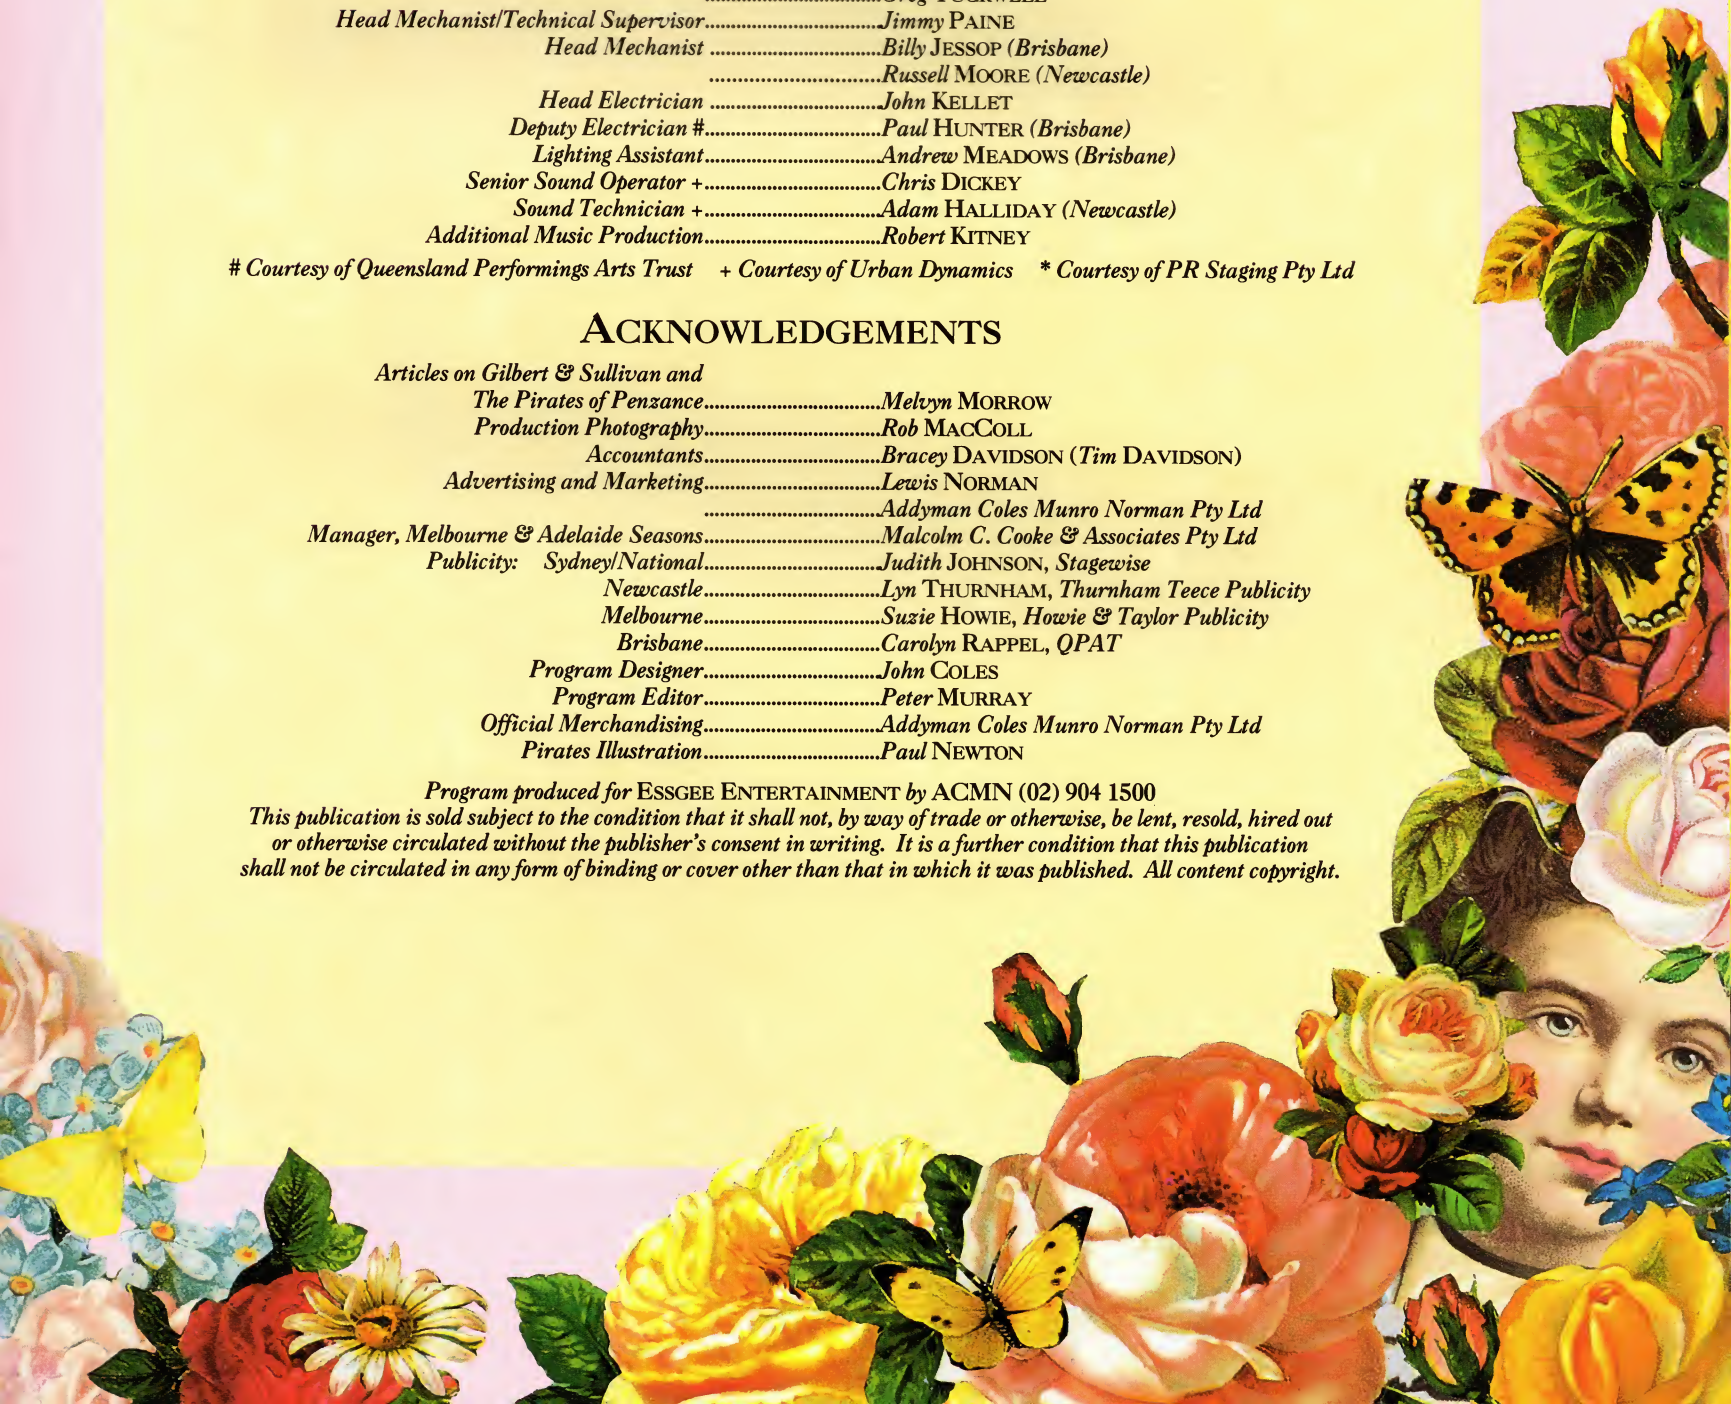 Head Mechanist/Technical Supervisor..................................Jimmy PAINE
Head Mechanist ..................................Billy JESSOP (Brisbane)
..................................Russell MOORE (Newcastle)
Head Electrician ..................................John KELLET
Deputy Electrician #..................................Paul HUNTER (Brisbane)
Lighting Assistant..................................Andrew MEADOWS (Brisbane)
Senior Sound Operator +..................................Chris DICKEY
Sound Technician +..................................Adam HALLIDAY (Newcastle)
Additional Music Production..................................Robert KITNEY
# Courtesy of Queensland Performings Arts Trust + Courtesy of Urban Dynamics * Courtesy of PR Staging Pty Ltd
ACKNOWLEDGEMENTS
Articles on Gilbert & Sullivan and
The Pirates of Penzance..................................Melvyn MORROW
Production Photography..................................Rob MACCOLL
Accountants..................................Bracey DAVIDSON (Tim DAVIDSON)
Advertising and Marketing..................................Lewis NORMAN
..................................Addyman Coles Munro Norman Pty Ltd
Manager, Melbourne & Adelaide Seasons..................................Malcolm C. Cooke & Associates Pty Ltd
Publicity: Sydney/National..................................Judith JOHNSON, Stagewise
Newcastle..................................Lyn THURNHAM, Thurnham Teece Publicity
Melbourne..................................Suzie HOWIE, Howie & Taylor Publicity
Brisbane..................................Carolyn RAPPEL, QPAT
Program Designer..................................John COLES
Program Editor..................................Peter MURRAY
Official Merchandising..................................Addyman Coles Munro Norman Pty Ltd
Pirates Illustration..................................Paul NEWTON
Program produced for ESSGEE ENTERTAINMENT by ACMN (02) 904 1500
This publication is sold subject to the condition that it shall not, by way of trade or otherwise, be lent, resold, hired out
or otherwise circulated without the publisher's consent in writing. It is a further condition that this publication
shall not be circulated in any form of binding or cover other than that in which it was published. All content copyright.